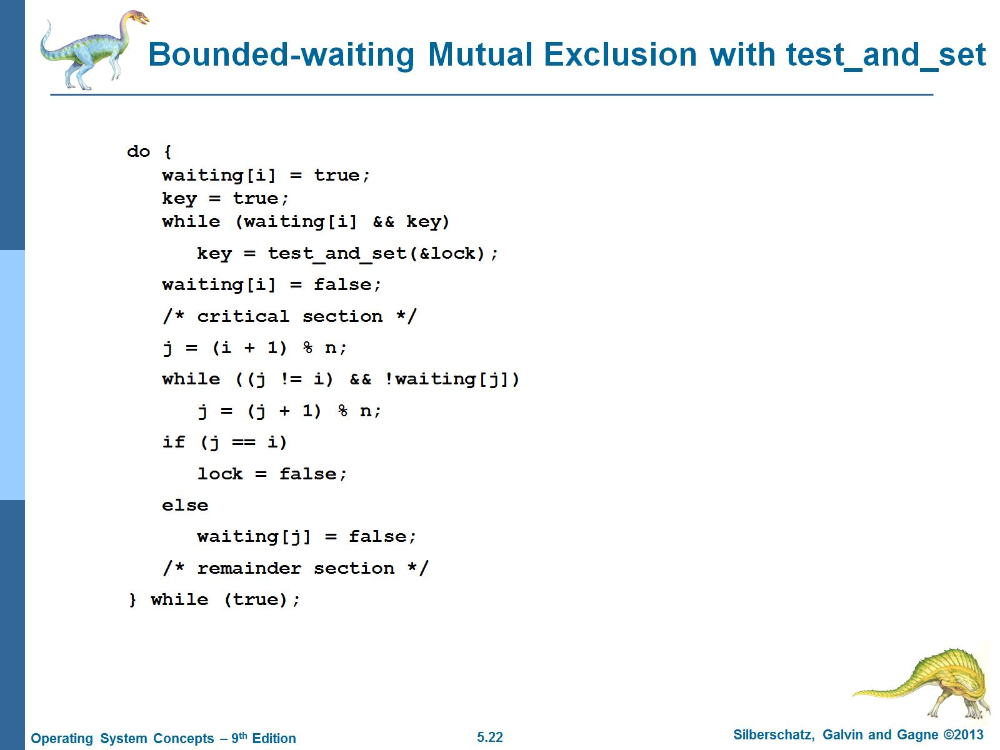 Bounded-waiting Mutual Exclusion with test_and_set
do {
   waiting[i] = true;
   key = true;
   while (waiting[i] && key)
      key = test_and_set(&lock);
   waiting[i] = false;
   /* critical section */
   j = (i + 1) % n;
   while ((j != i) && !waiting[j])
      j = (j + 1) % n;
   if (j == i)
      lock = false;
   else
      waiting[j] = false;
   /* remainder section */
} while (true);
Operating System Concepts – 9th Edition
5.22
Silberschatz, Galvin and Gagne ©2013